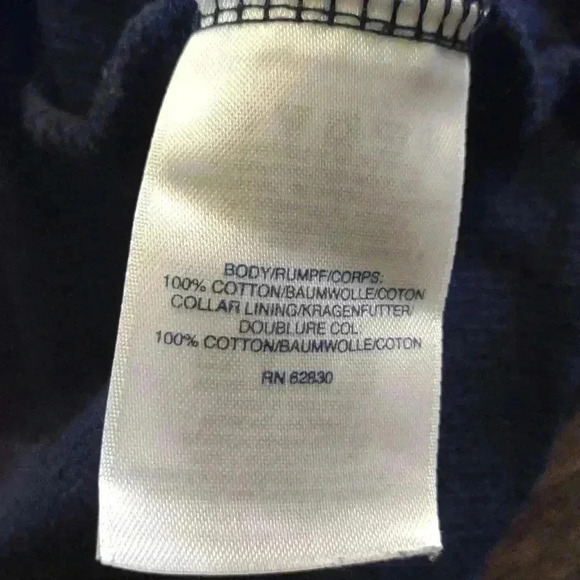 BODY/RUMPF/CORPS:
100% COTTON/BAUMWOLLE/COTON
COLLAR LINING/KRAGENFUTTER/
DOUBLURE COL:
100% COTTON/BAUMWOLLE/COTON
RN 62830